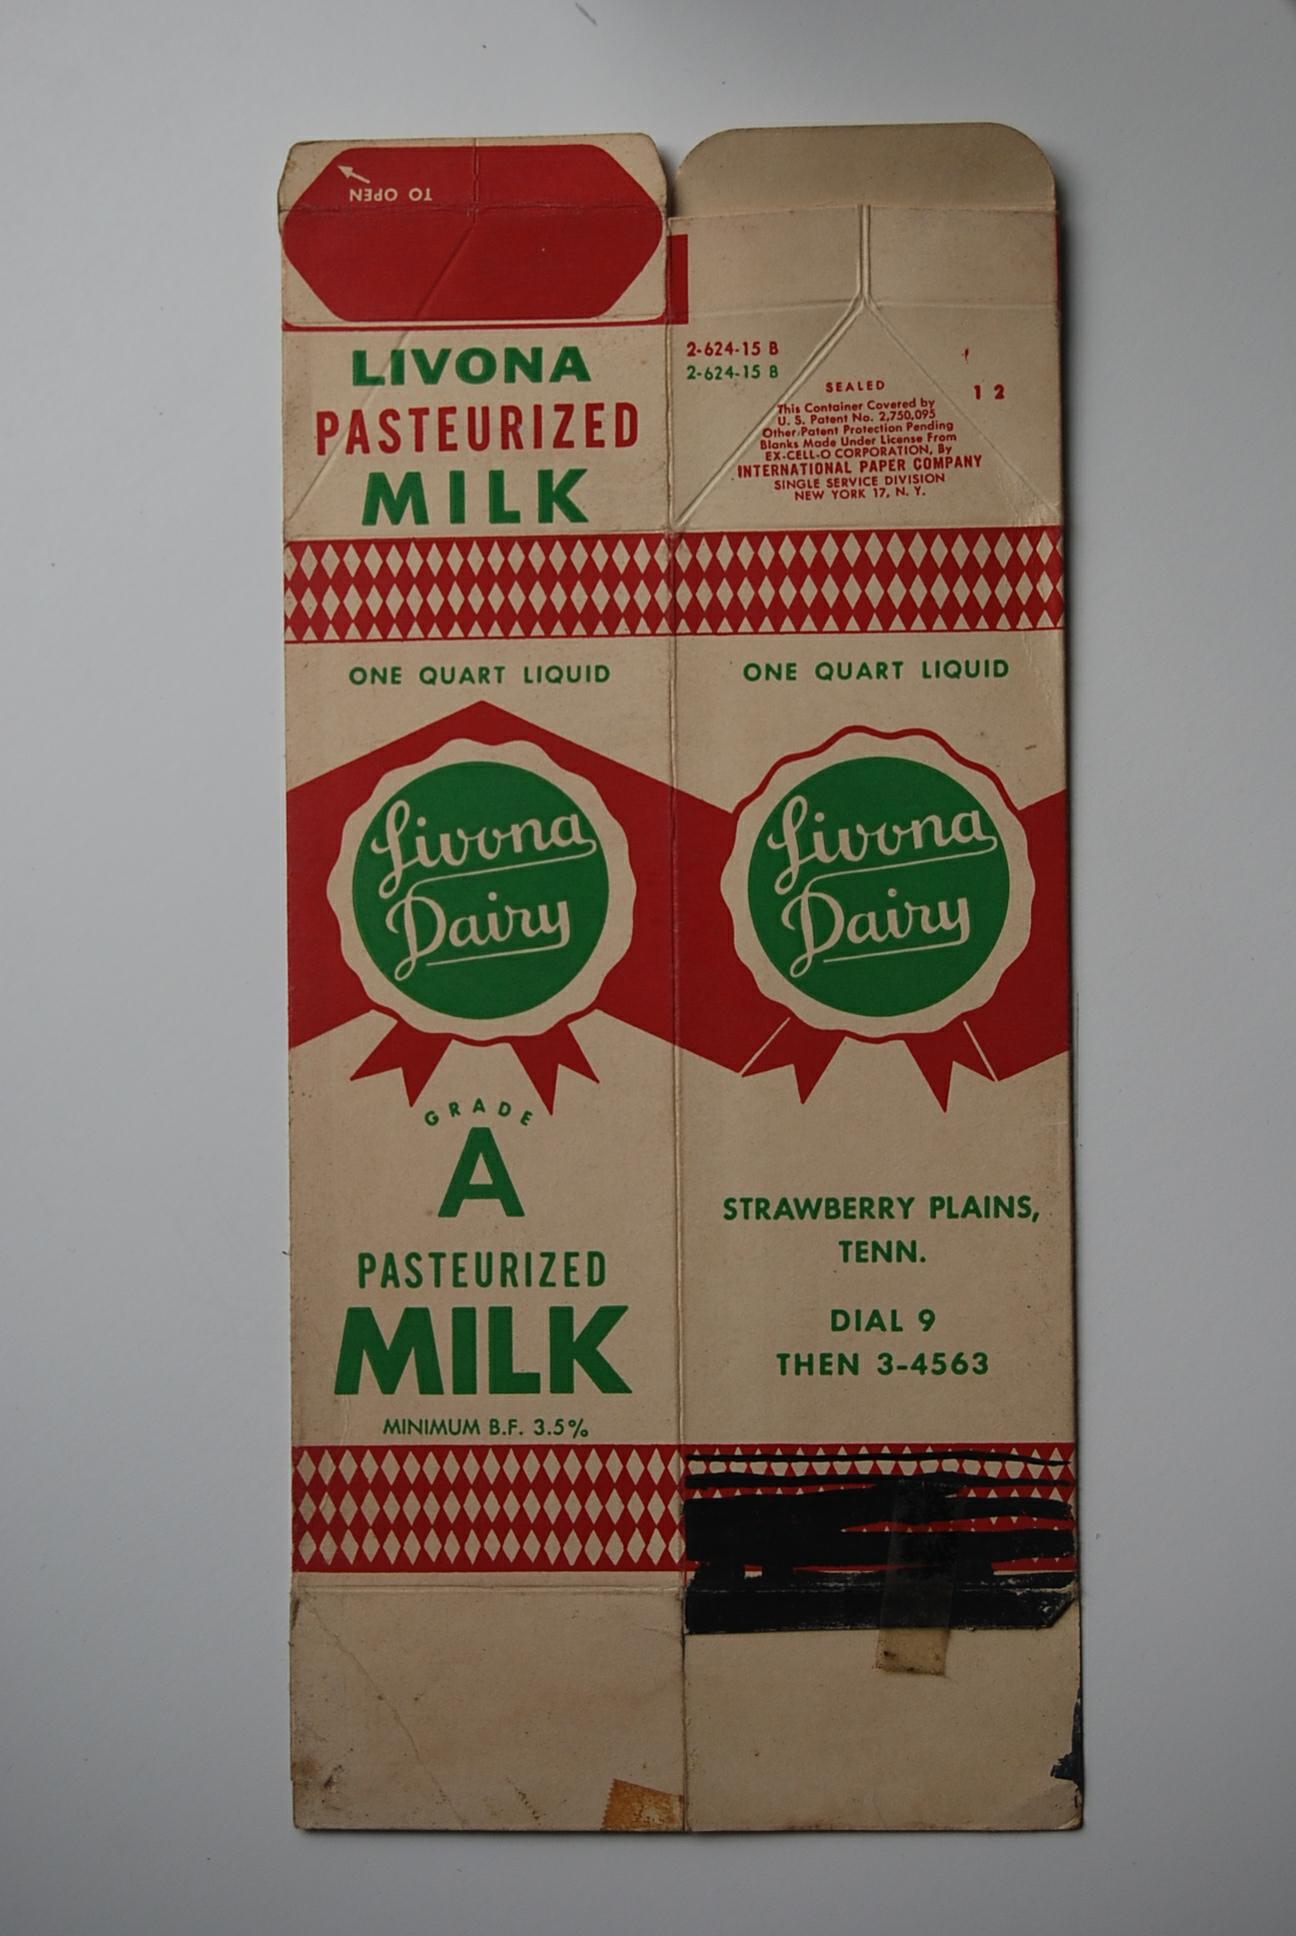 TO OPEN
LIVONA
PASTEURIZED
MILK
ONE QUART LIQUID
Livona
Dairy
GRADE
A
PASTEURIZED
MILK
MINIMUM B.F. 3.5%
2-624-15 B
2-624-15 B
1 2
SEALED
This Container Covered by
U. S. Patent No. 2,750,095
Other Patent Protection Pending
Blanks Made Under License From
EX-CELL-O CORPORATION, By
INTERNATIONAL PAPER COMPANY
SINGLE SERVICE DIVISION
NEW YORK 17, N. Y.
ONE QUART LIQUID
Livona
Dairy
STRAWBERRY PLAINS,
TENN.
DIAL 9
THEN 3-4563